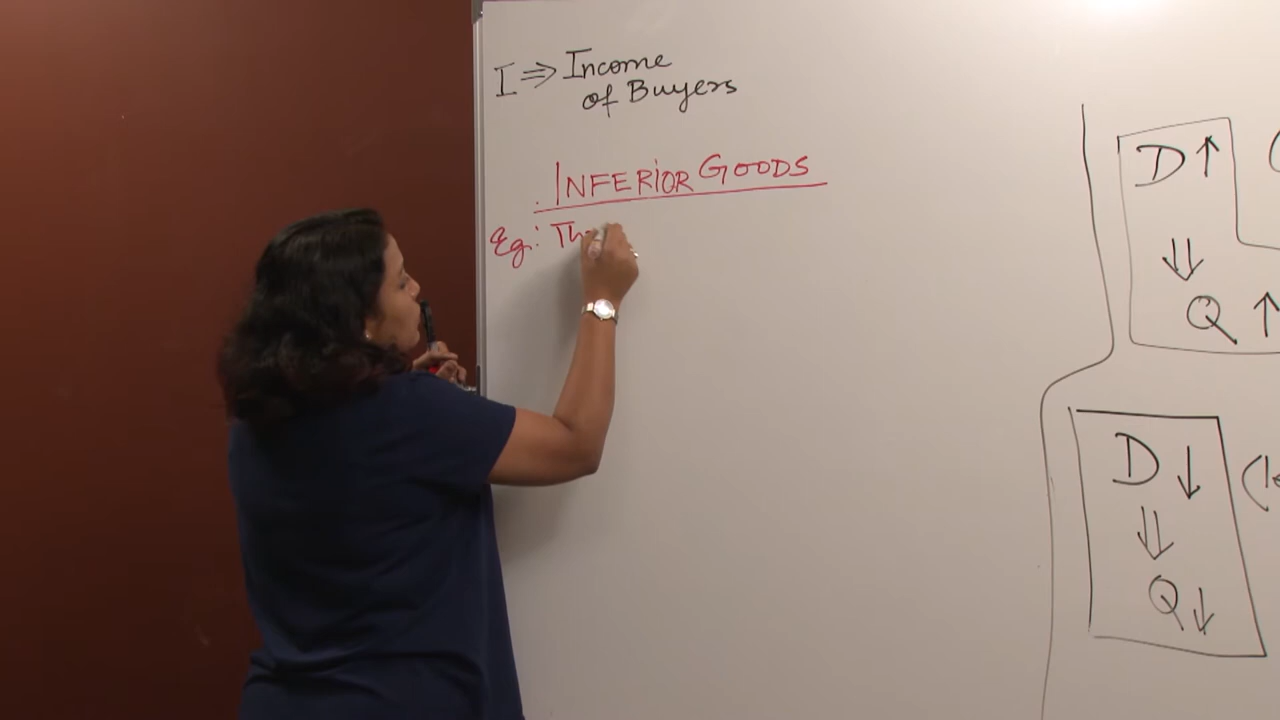 I ⇒ Income
of Buyers
INFERIOR GOODS
Eg:
D ↑
⇓
Q ↑
D ↓
⇓
Q ↓